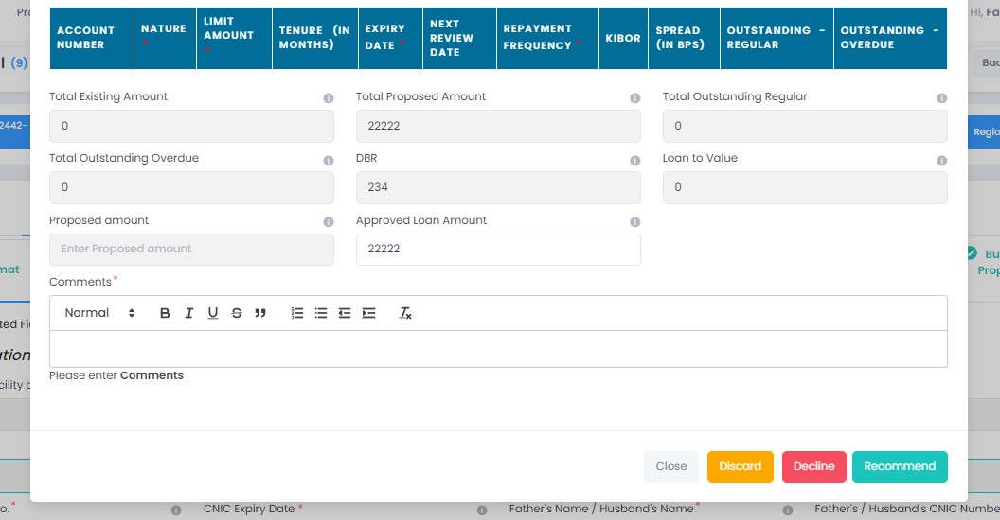 Pro
Hi, Fa
ACCOUNT NUMBER
NATURE *
LIMIT AMOUNT *
TENURE (IN MONTHS)
EXPIRY DATE *
NEXT REVIEW DATE
REPAYMENT FREQUENCY *
KIBOR
SPREAD (IN BPS)
OUTSTANDING - REGULAR
OUTSTANDING - OVERDUE
l (9)
Bac
Total Existing Amount
Total Proposed Amount
Total Outstanding Regular
2442-
0
22222
0
Regio
Total Outstanding Overdue
DBR
Loan to Value
0
234
0
Proposed amount
Approved Loan Amount
Enter Proposed amount
22222
mat
Bu
Prop
Comments *
Normal
B I U S
ted Fi
ation
Please enter Comments
cility
Close
Discard
Decline
Recommend
o. *
CNIC Expiry Date *
Father's Name / Husband's Name *
Father's / Husband's CNIC Numbe